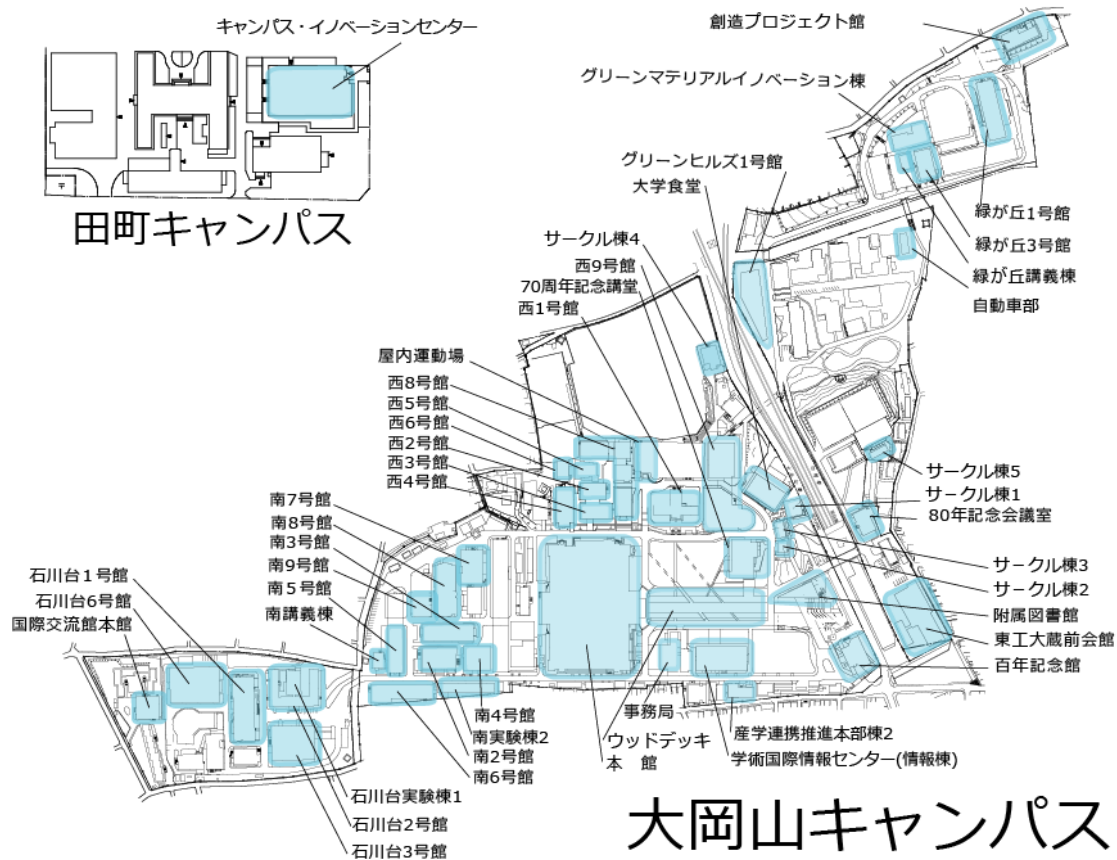 キャンパス・イノベーションセンター
田町キャンパス
創造プロジェクト館
グリーンマテリアルイノベーション棟
グリーンヒルズ1号館
大学食堂
サークル棟4
西9号館
70周年記念講堂
西1号館
緑が丘1号館
緑が丘3号館
緑が丘講義棟
自動車部
屋内運動場
西8号館
西5号館
西6号館
西2号館
西3号館
西4号館
南7号館
南8号館
南3号館
南9号館
南5号館
南講義棟
石川台1号館
石川台6号館
国際交流館本館
サークル棟5
サークル棟1
80年記念会議室
サークル棟3
サークル棟2
附属図書館
東工大蔵前会館
百年記念館
南4号館
南実験棟2
南2号館
南6号館
事務局
ウッドデッキ
本　館
産学連携推進本部棟2
学術国際情報センター(情報棟)
石川台実験棟1
石川台2号館
石川台3号館
大岡山キャンパス